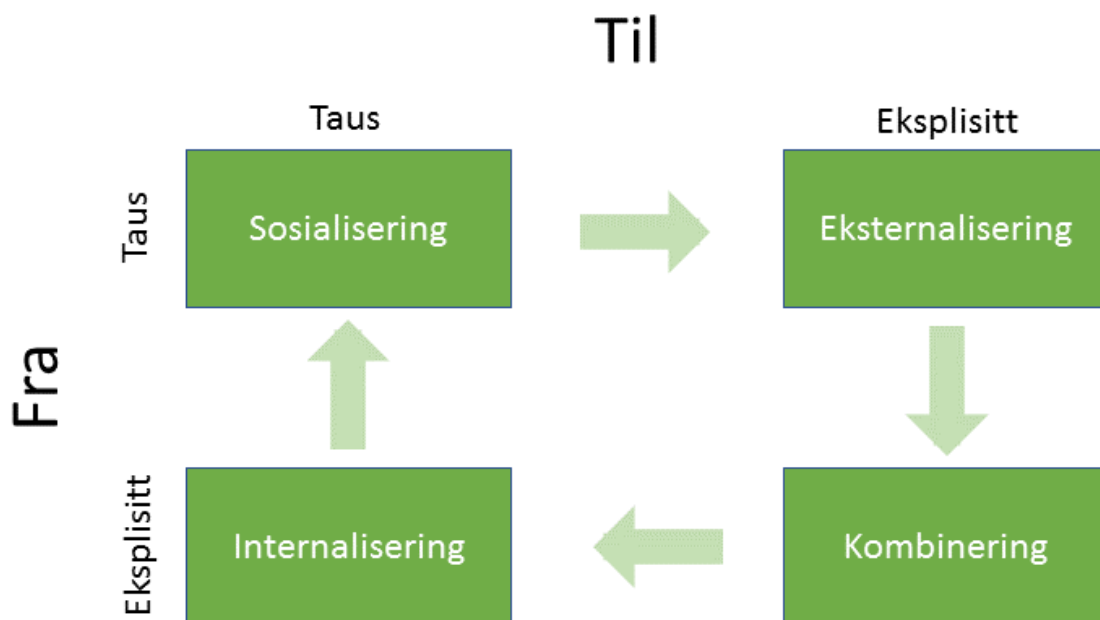 Til
Taus
Eksplisitt
Taus
Sosialisering
Eksternalisering
Fra
Eksplisitt
Internalisering
Kombinering